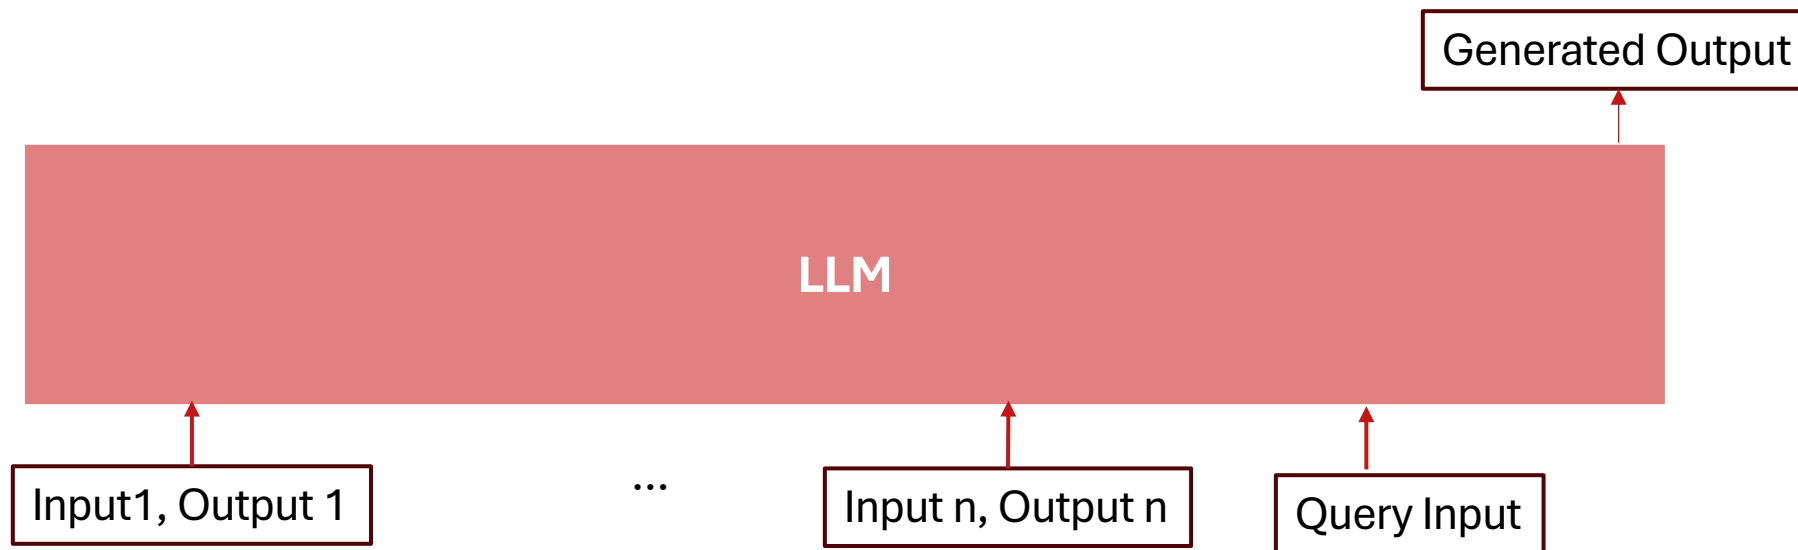 Generated Output
LLM
Input1, Output 1
...
Input n, Output n
Query Input